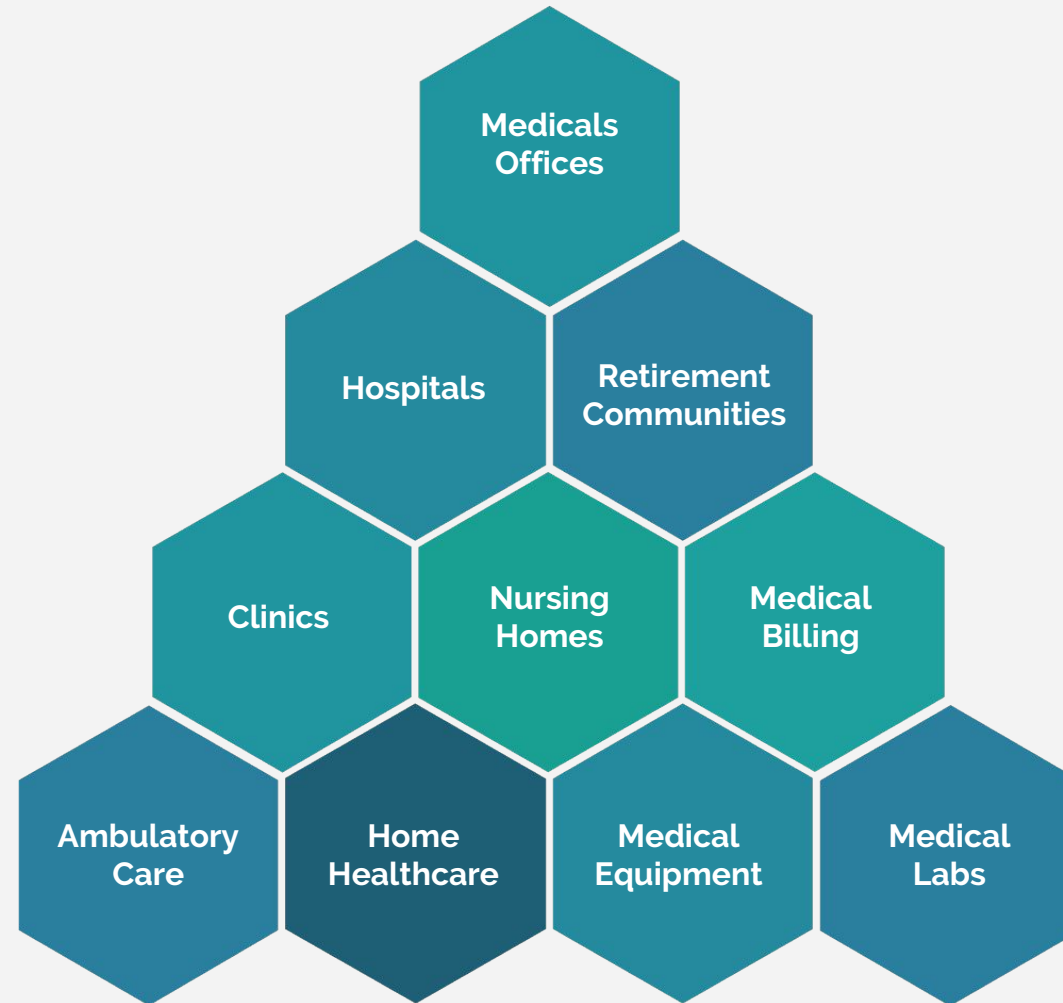 Medicals
Offices
Hospitals
Retirement
Communities
Clinics
Nursing
Homes
Medical
Billing
Ambulatory
Care
Home
Healthcare
Medical
Equipment
Medical
Labs